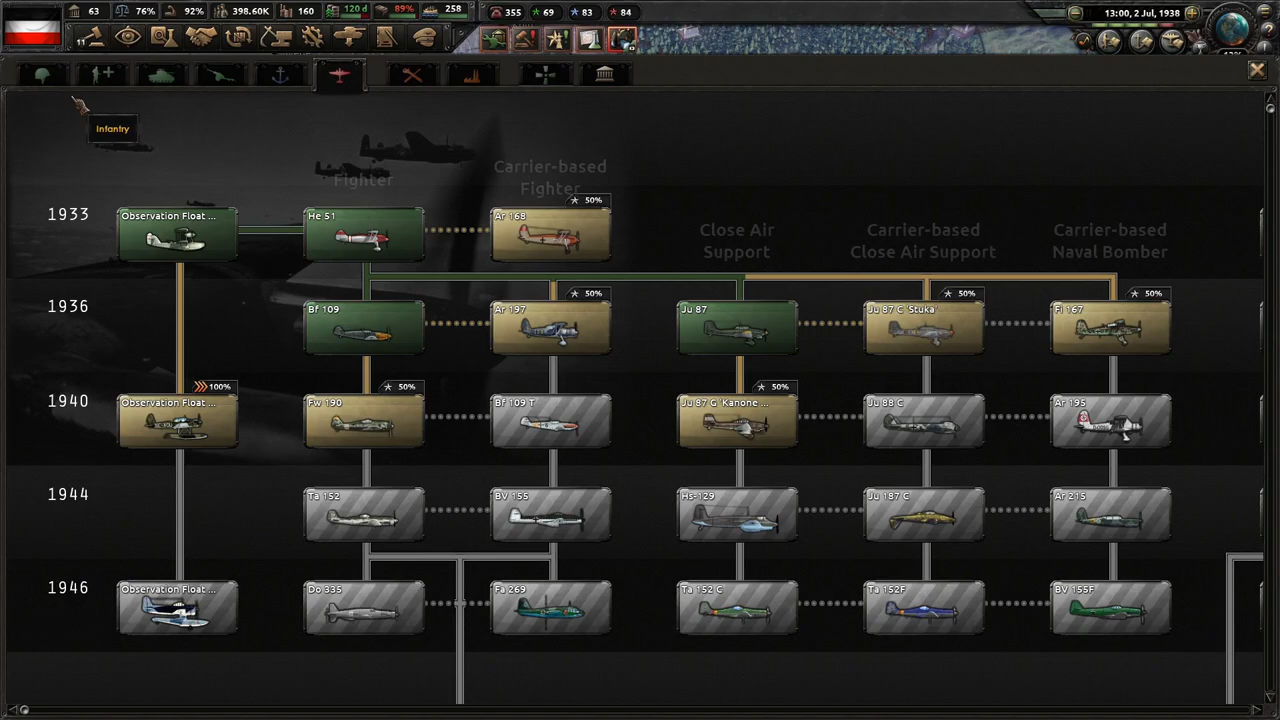 63 76% 92% 398.60K 160 120 d 89% 258 355 69 83 84 13:00, 2 Jul, 1938
11
Infantry
Fighter
Carrier-based
Fighter
50%
1933
Observation Float ...
He 51
Ar 168
Close Air
Support
Carrier-based
Close Air Support
Carrier-based
Naval Bomber
50% 50% 50%
1936
Bf 109
Ar 197
Ju 87
Ju 87 C 'Stuka'
Fi 167
100% 50% 50%
1940
Observation Float ...
Fw 190
Bf 109 T
Ju 87 G 'Kanone ...
Ju 88 C
Ar 195
1944
Ta 152
BV 155
Hs-129
Ju 187 C
Ar 215
1946
Observation Float ...
Do 335
Fa 269
Ta 152 C
Ta 152F
BV 155F